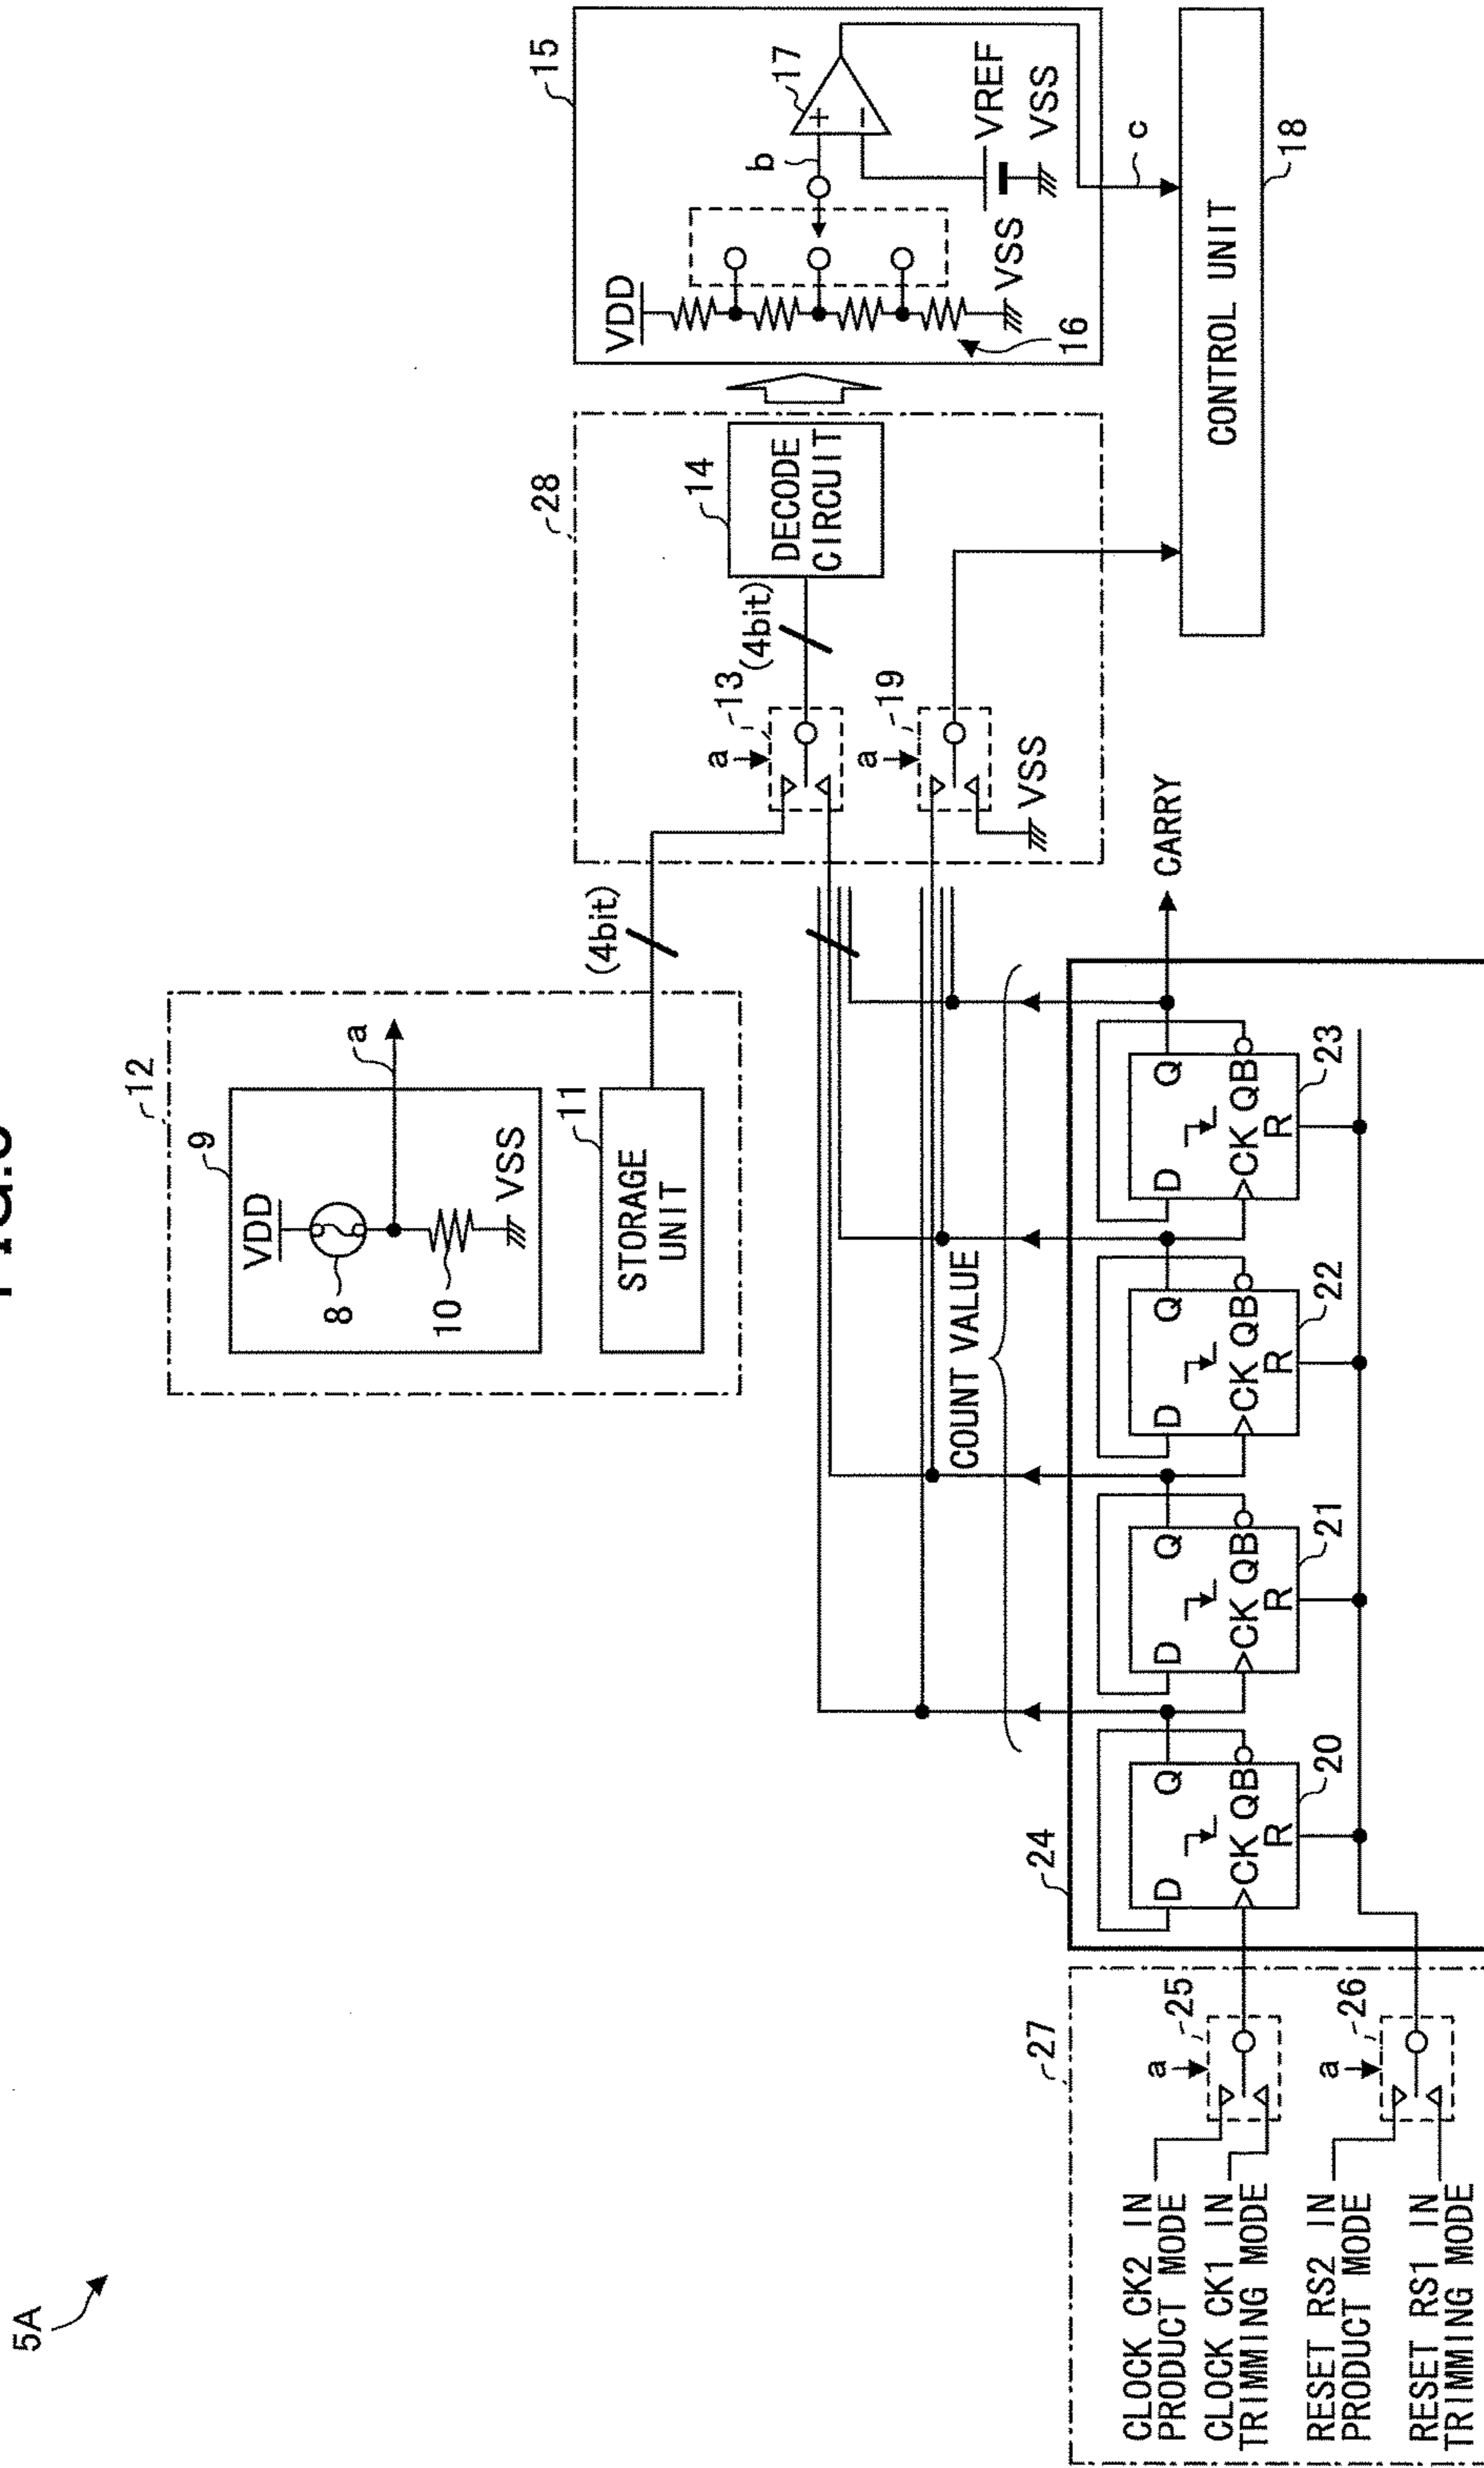 5A
12
9
VDD
8
a
10
VSS
STORAGE
UNIT
11
(4bit)
28
a
13
(4bit)
14
DECODE
CIRCUIT
a
19
VSS
15
VDD
16
VSS
b
17
+
−
VREF
VSS
c
CONTROL UNIT
18
COUNT VALUE
CARRY
24
D
Q
CK
QB
R
20
D
Q
CK
QB
R
21
D
Q
CK
QB
R
22
D
Q
CK
QB
R
23
27
CLOCK CK2 IN
PRODUCT MODE
CLOCK CK1 IN
TRIMMING MODE
a
25
RESET RS2 IN
PRODUCT MODE
RESET RS1 IN
TRIMMING MODE
a
26